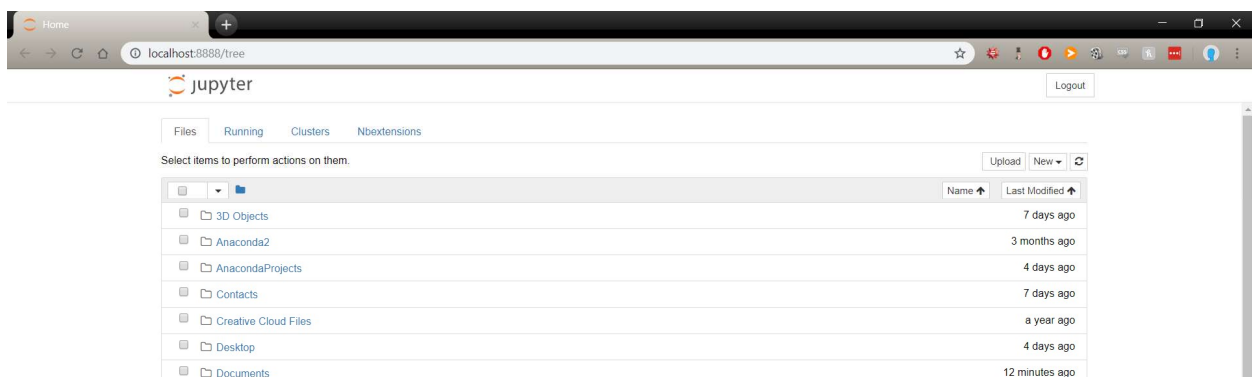 Home
localhost:8888/tree
jupyter
Logout
Files Running Clusters Nbextensions
Select items to perform actions on them.
Upload New
Name Last Modified
3D Objects 7 days ago
Anaconda2 3 months ago
AnacondaProjects 4 days ago
Contacts 7 days ago
Creative Cloud Files a year ago
Desktop 4 days ago
Documents 12 minutes ago